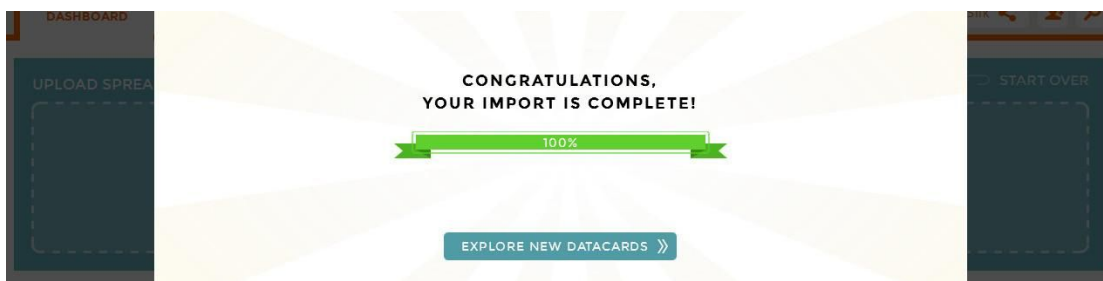 DASHBOARD
UPLOAD SPREA
START OVER
CONGRATULATIONS,
YOUR IMPORT IS COMPLETE!
100%
EXPLORE NEW DATACARDS